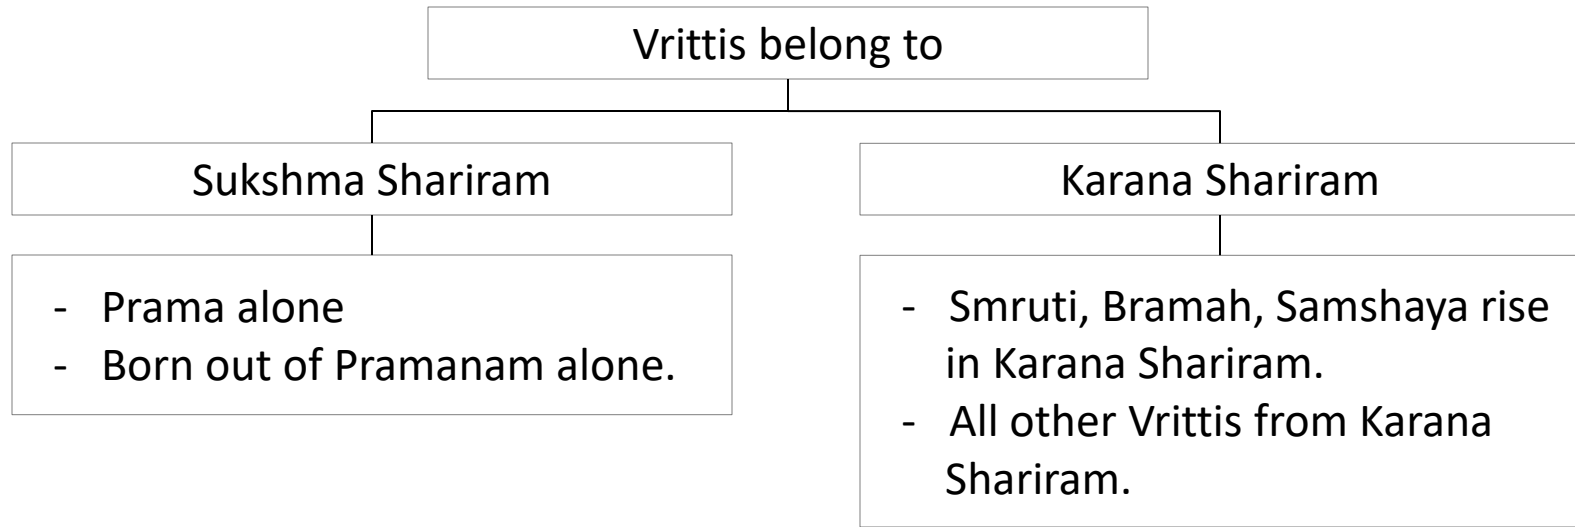 Vrittis belong to
Sukshma Shariram
Karana Shariram
- Prama alone
- Born out of Pramanam alone.
- Smruti, Bramah, Samshaya rise
in Karana Shariram.
- All other Vrittis from Karana
Shariram.